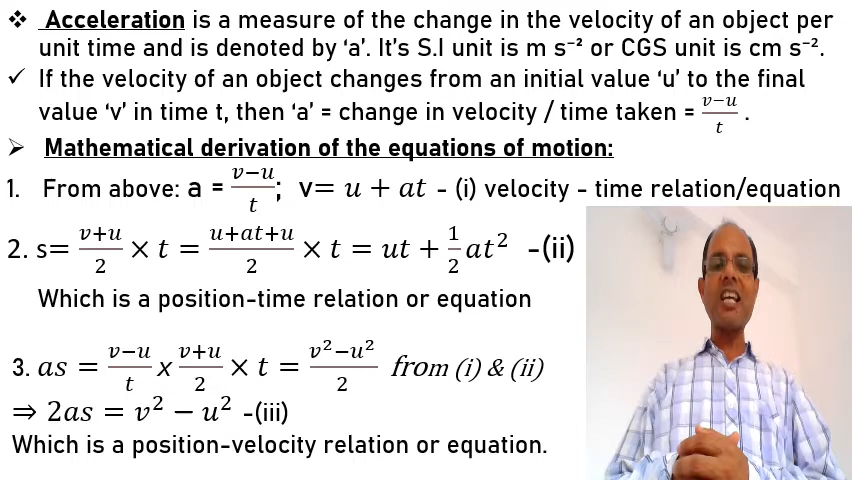 ❖ Acceleration is a measure of the change in the velocity of an object per
unit time and is denoted by ‘a’. It’s S.I unit is m s⁻² or CGS unit is cm s⁻².
✓ If the velocity of an object changes from an initial value ‘u’ to the final
value ‘v’ in time t, then ‘a’ = change in velocity / time taken = (v−u)/t .
➢ Mathematical derivation of the equations of motion:
1. From above: a = (v−u)/t; v= u + at - (i) velocity - time relation/equation
2. s= (v+u)/2 × t = (u+at+u)/2 × t = ut + 1/2 at² -(ii)
Which is a position-time relation or equation
3. as = (v−u)/t x (v+u)/2 × t = (v²−u²)/2 from (i) & (ii)
⇒ 2as = v² − u² -(iii)
Which is a position-velocity relation or equation.